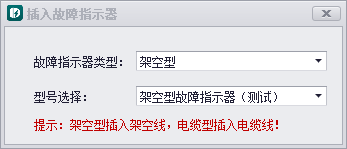 插入故障指示器
故障指示器类型： 架空型
型号选择： 架空型故障指示器（测试）
提示：架空型插入架空线，电缆型插入电缆线！